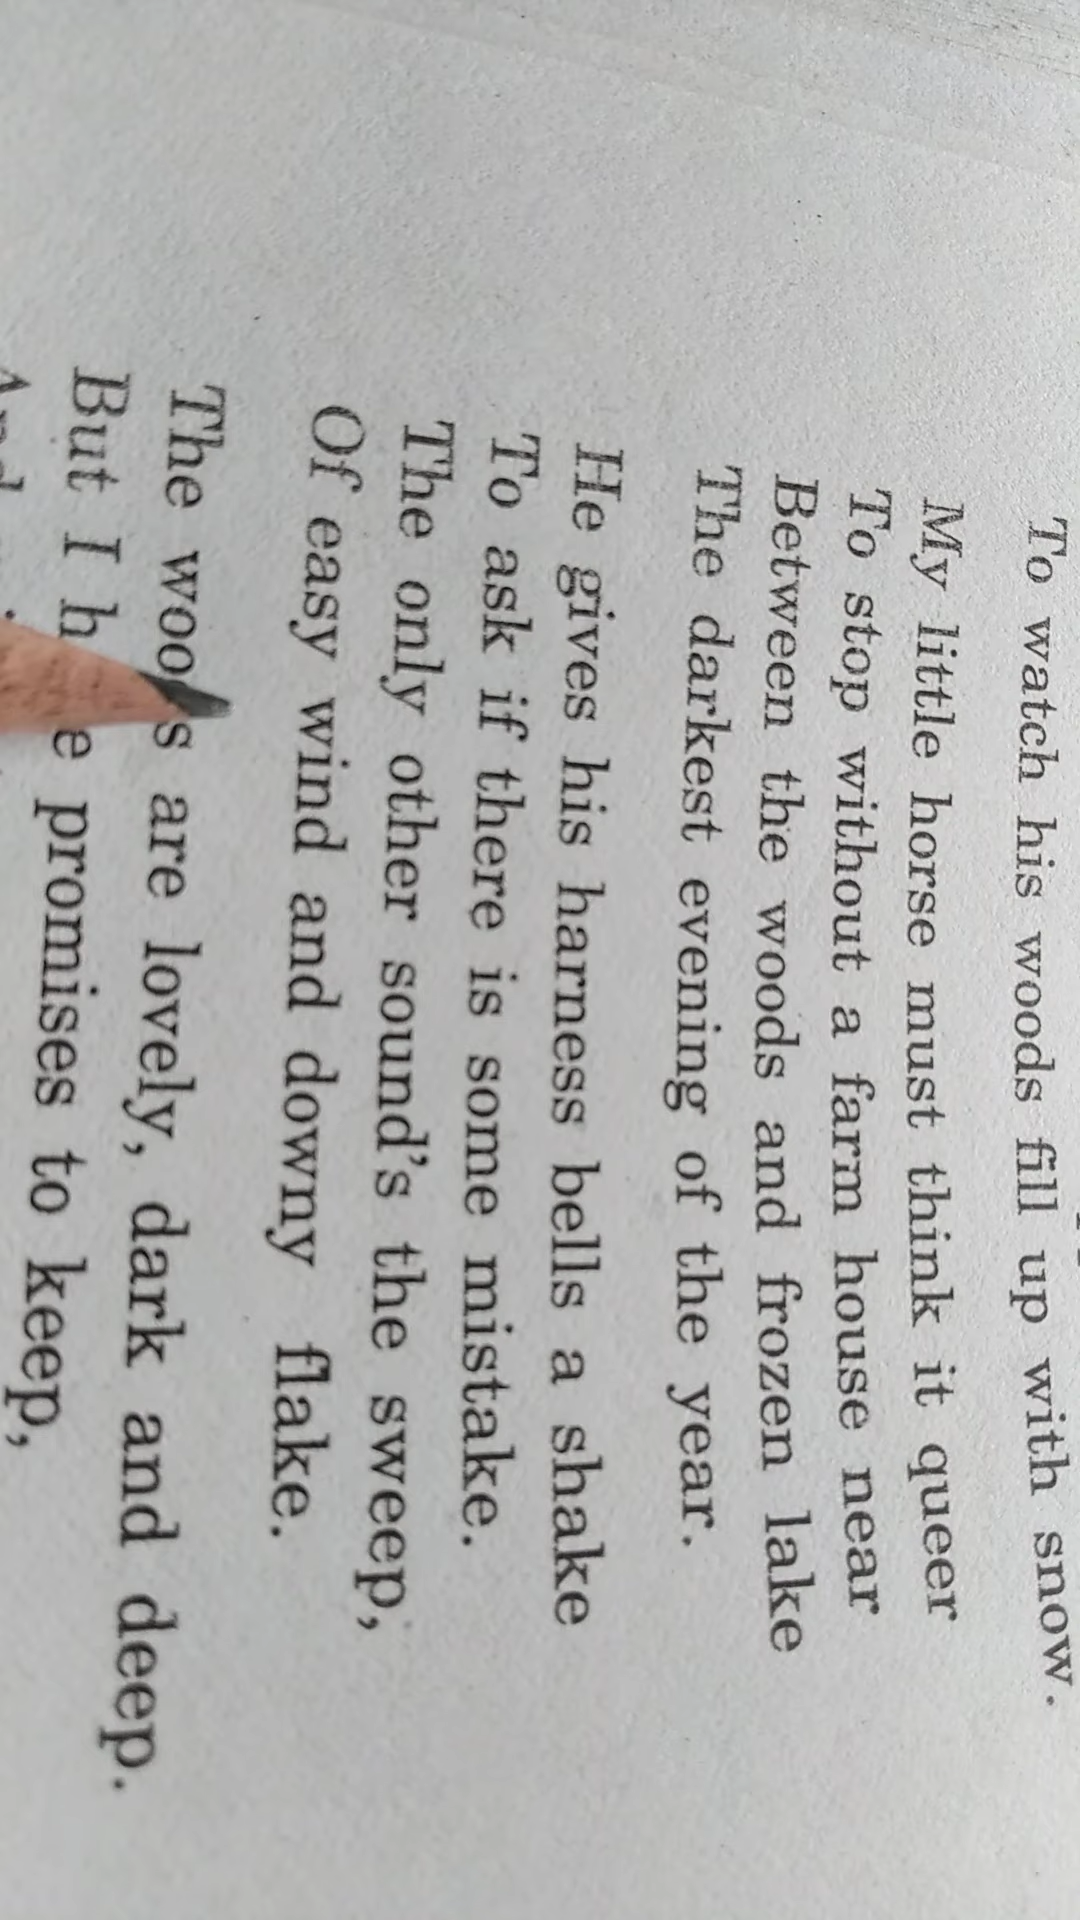 To watch his woods fill up with snow.
My little horse must think it queer
To stop without a farm house near
Between the woods and frozen lake
The darkest evening of the year.
He gives his harness bells a shake
To ask if there is some mistake.
The only other sound's the sweep,
Of easy wind and downy flake.
The woods are lovely, dark and deep.
But I promises to keep,